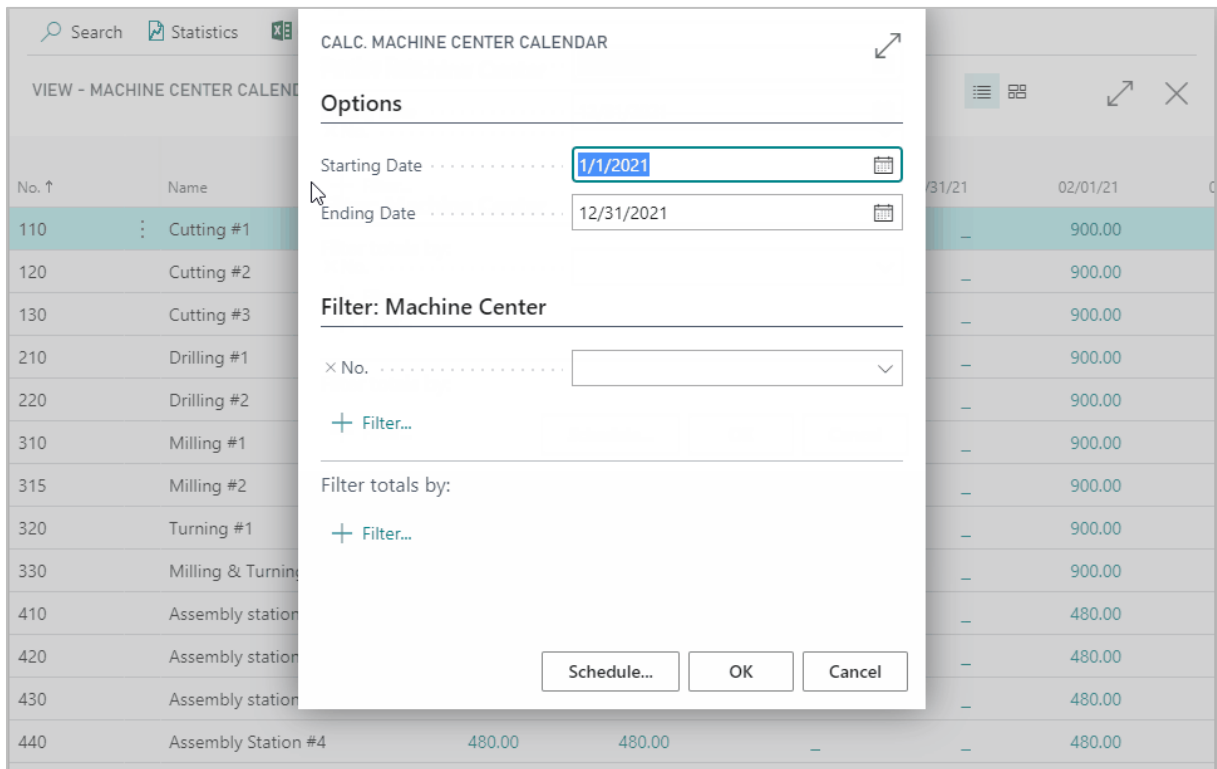 Search Statistics
CALC. MACHINE CENTER CALENDAR
VIEW - MACHINE CENTER CALEND
Options
Starting Date 1/1/2021
Ending Date 12/31/2021
No. ↑ Name /31/21 02/01/21
110 Cutting #1 _ 900.00
120 Cutting #2 _ 900.00
130 Cutting #3 _ 900.00
210 Drilling #1 _ 900.00
220 Drilling #2 _ 900.00
310 Milling #1 _ 900.00
315 Milling #2 _ 900.00
320 Turning #1 _ 900.00
330 Milling & Turning _ 900.00
410 Assembly station _ 480.00
420 Assembly station _ 480.00
430 Assembly station _ 480.00
440 Assembly Station #4 480.00 480.00 _ _ 480.00
Filter: Machine Center
× No.
+ Filter...
Filter totals by:
+ Filter...
Schedule... OK Cancel